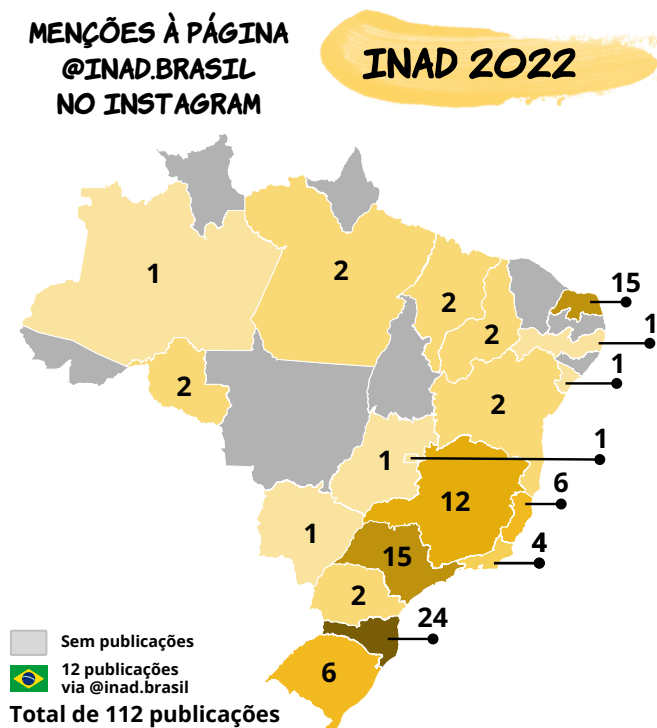 MENÇÕES À PÁGINA
@INAD.BRASIL
NO INSTAGRAM
INAD 2022
1
2
2
2
15
1
1
2
2
1
1
12
6
4
1
15
2
24
6
Sem publicações
12 publicações
via @inad.brasil
Total de 112 publicações